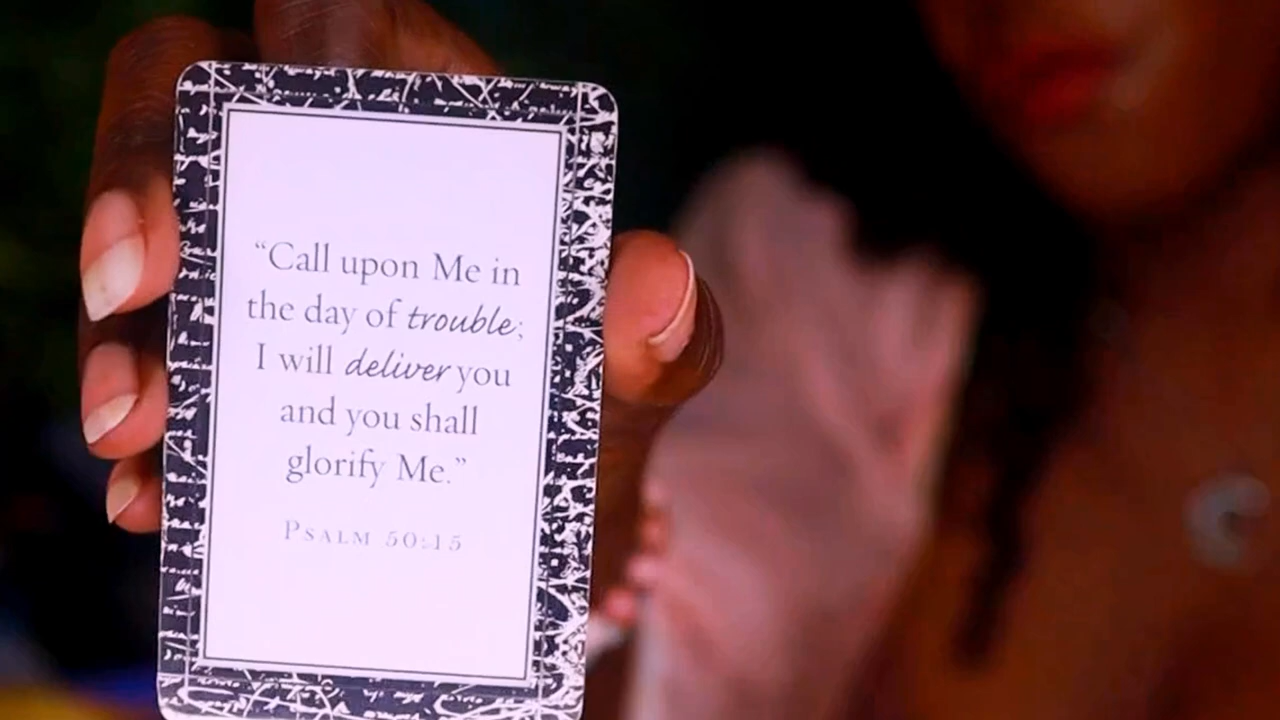 “Call upon Me in
the day of trouble;
I will deliver you
and you shall
glorify Me.”
PSALM 50:15